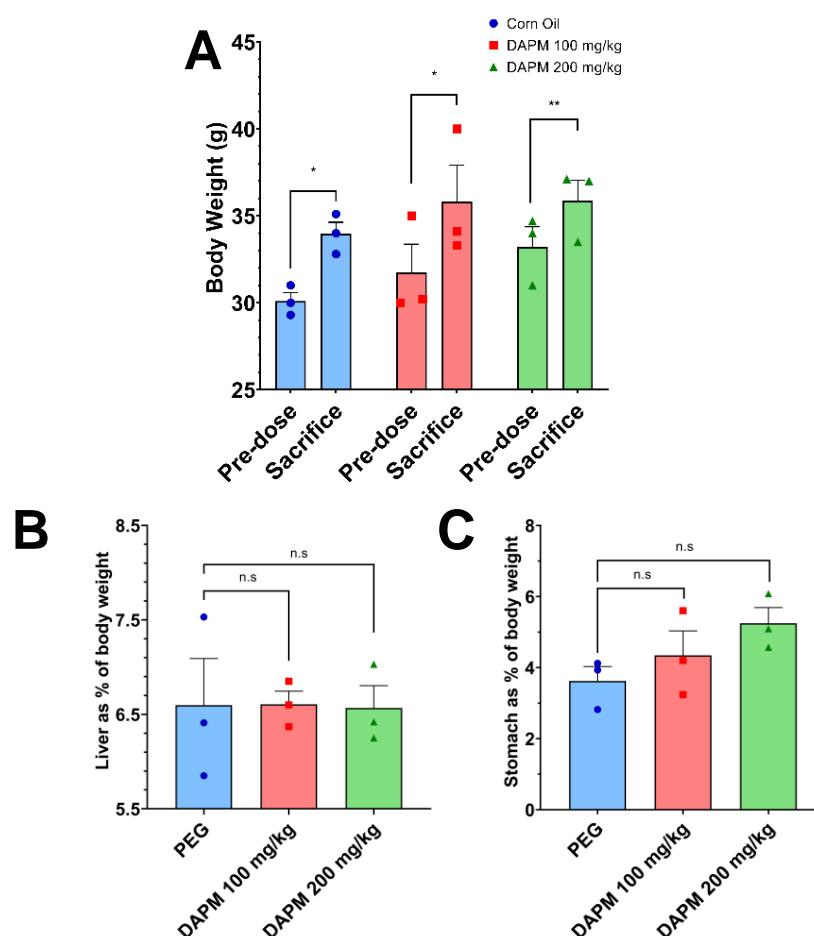 A
Corn Oil
DAPM 100 mg/kg
DAPM 200 mg/kg
Body Weight (g)
45
40
35
30
25
*
*
**
Pre-dose
Sacrifice
Pre-dose
Sacrifice
Pre-dose
Sacrifice
B
Liver as % of body weight
8.5
7.5
6.5
5.5
n.s
n.s
PEG
DAPM 100 mg/kg
DAPM 200 mg/kg
C
Stomach as % of body weight
8
6
4
2
0
n.s
n.s
PEG
DAPM 100 mg/kg
DAPM 200 mg/kg